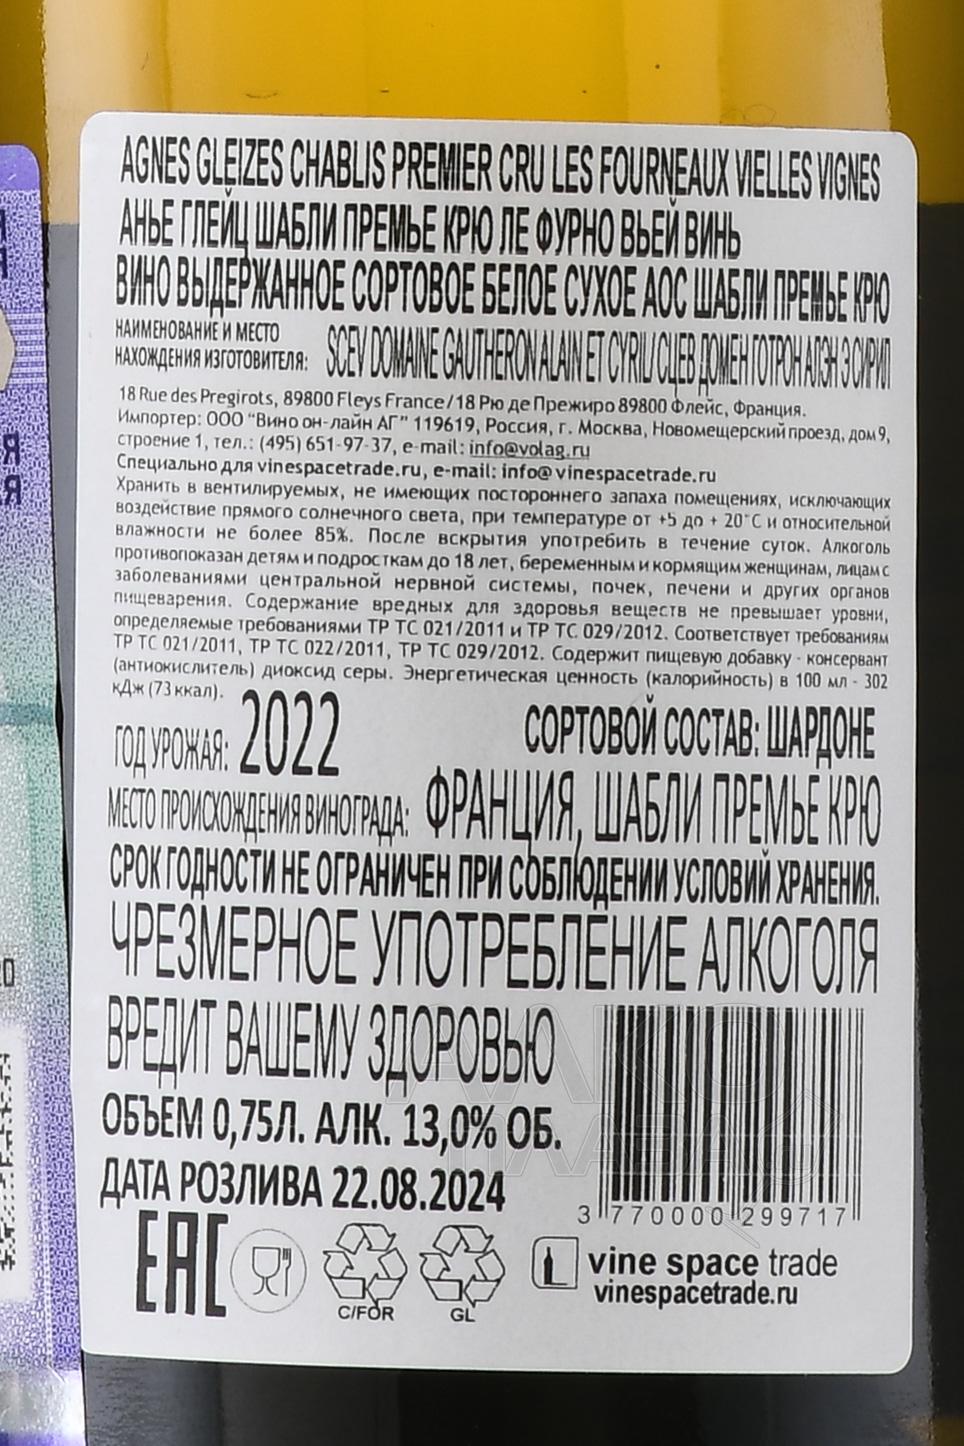 AGNES GLEIZES CHABLIS PREMIER CRU LES FOURNEAUX VIELLES VIGNES
АНЬЕ ГЛЕЙЦ ШАБЛИ ПРЕМЬЕ КРЮ ЛЕ ФУРНО ВЬЕЙ ВИНЬ
ВИНО ВЫДЕРЖАННОЕ СОРТОВОЕ БЕЛОЕ СУХОЕ АОС ШАБЛИ ПРЕМЬЕ КРЮ
НАИМЕНОВАНИЕ И МЕСТО
НАХОЖДЕНИЯ ИЗГОТОВИТЕЛЯ: SCEV DOMAINE GAUTHERON ALAIN ET CYRIL/СЦЕВ ДОМЕН ГОТРОН АЛЭН Э СИРИЛ
18 Rue des Pregirots, 89800 Fleys France/18 Рю де Прежиро 89800 Флейс, Франция.
Импортер: ООО "Вино он-лайн АГ" 119619, Россия, г. Москва, Новомещерский проезд, дом 9,
строение 1, тел.: (495) 651-97-37, e-mail: info@volag.ru
Специально для vinespacetrade.ru, e-mail: info@vinespacetrade.ru
Хранить в вентилируемых, не имеющих постороннего запаха помещениях, исключающих
воздействие прямого солнечного света, при температуре от +5 до + 20°С и относительной
влажности не более 85%. После вскрытия употребить в течение суток. Алкоголь
противопоказан детям и подросткам до 18 лет, беременным и кормящим женщинам, лицам с
заболеваниями центральной нервной системы, почек, печени и других органов
пищеварения. Содержание вредных для здоровья веществ не превышает уровни,
определяемые требованиями ТР ТС 021/2011 и ТР ТС 029/2012. Соответствует требованиям
ТР ТС 021/2011, ТР ТС 022/2011, ТР ТС 029/2012. Содержит пищевую добавку - консервант
(антиокислитель) диоксид серы. Энергетическая ценность (калорийность) в 100 мл - 302
кДж (73 ккал).
ГОД УРОЖАЯ: 2022 СОРТОВОЙ СОСТАВ: ШАРДОНЕ
МЕСТО ПРОИСХОЖДЕНИЯ ВИНОГРАДА: ФРАНЦИЯ, ШАБЛИ ПРЕМЬЕ КРЮ
СРОК ГОДНОСТИ НЕ ОГРАНИЧЕН ПРИ СОБЛЮДЕНИИ УСЛОВИЙ ХРАНЕНИЯ.
ЧРЕЗМЕРНОЕ УПОТРЕБЛЕНИЕ АЛКОГОЛЯ
ВРЕДИТ ВАШЕМУ ЗДОРОВЬЮ
ОБЪЕМ 0,75Л. АЛК. 13,0% ОБ.
ДАТА РОЗЛИВА 22.08.2024
3 770000 299717
EAC
C/FOR
GL
vine space trade
vinespacetrade.ru